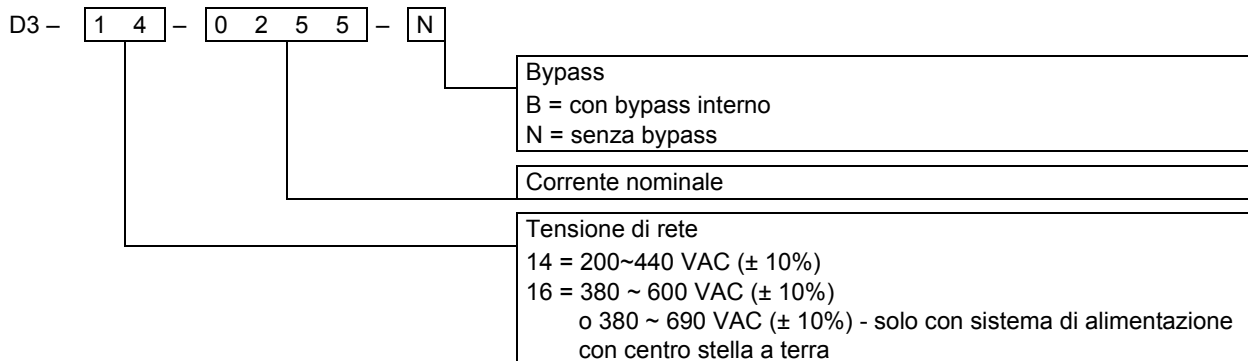 D3 – 1 4 – 0 2 5 5 – N
Bypass
B = con bypass interno
N = senza bypass
Corrente nominale
Tensione di rete
14 = 200~440 VAC (± 10%)
16 = 380 ~ 600 VAC (± 10%)
o 380 ~ 690 VAC (± 10%) - solo con sistema di alimentazione
con centro stella a terra